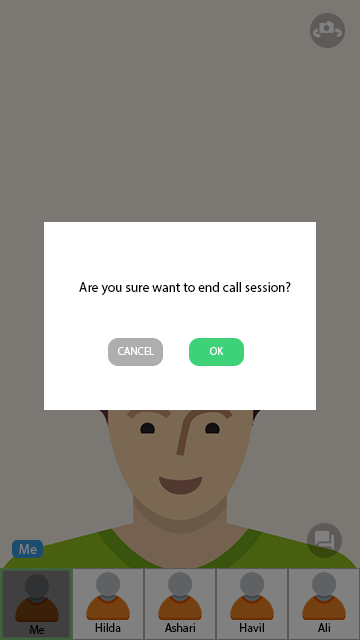 Are you sure want to end call session?
CANCEL OK
Me
Me Hilda Ashari Havil Ali